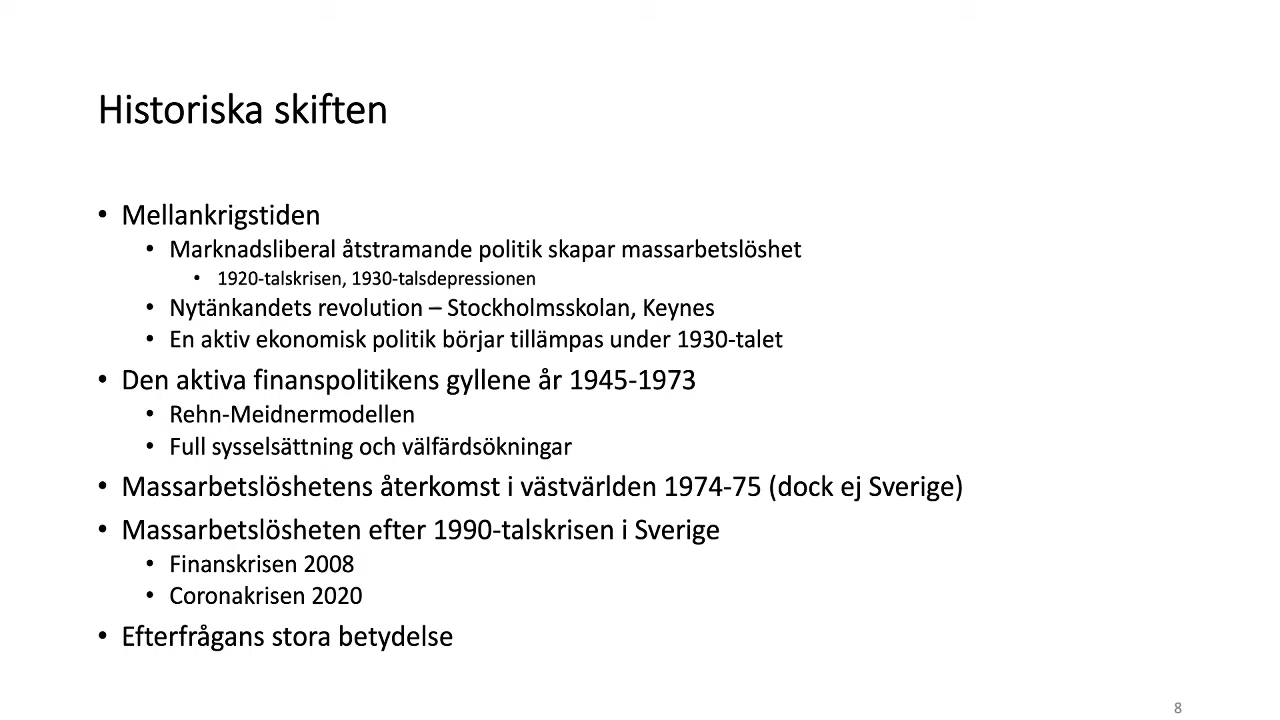 Historiska skiften
• Mellankrigstiden
• Marknadsliberal åtstramande politik skapar massarbetslöshet
• 1920-talskrisen, 1930-talsdepressionen
• Nytänkandets revolution – Stockholmsskolan, Keynes
• En aktiv ekonomisk politik börjar tillämpas under 1930-talet
• Den aktiva finanspolitikens gyllene år 1945-1973
• Rehn-Meidnermodellen
• Full sysselsättning och välfärdsökningar
• Massarbetslöshetens återkomst i västvärlden 1974-75 (dock ej Sverige)
• Massarbetslösheten efter 1990-talskrisen i Sverige
• Finanskrisen 2008
• Coronakrisen 2020
• Efterfrågans stora betydelse
8